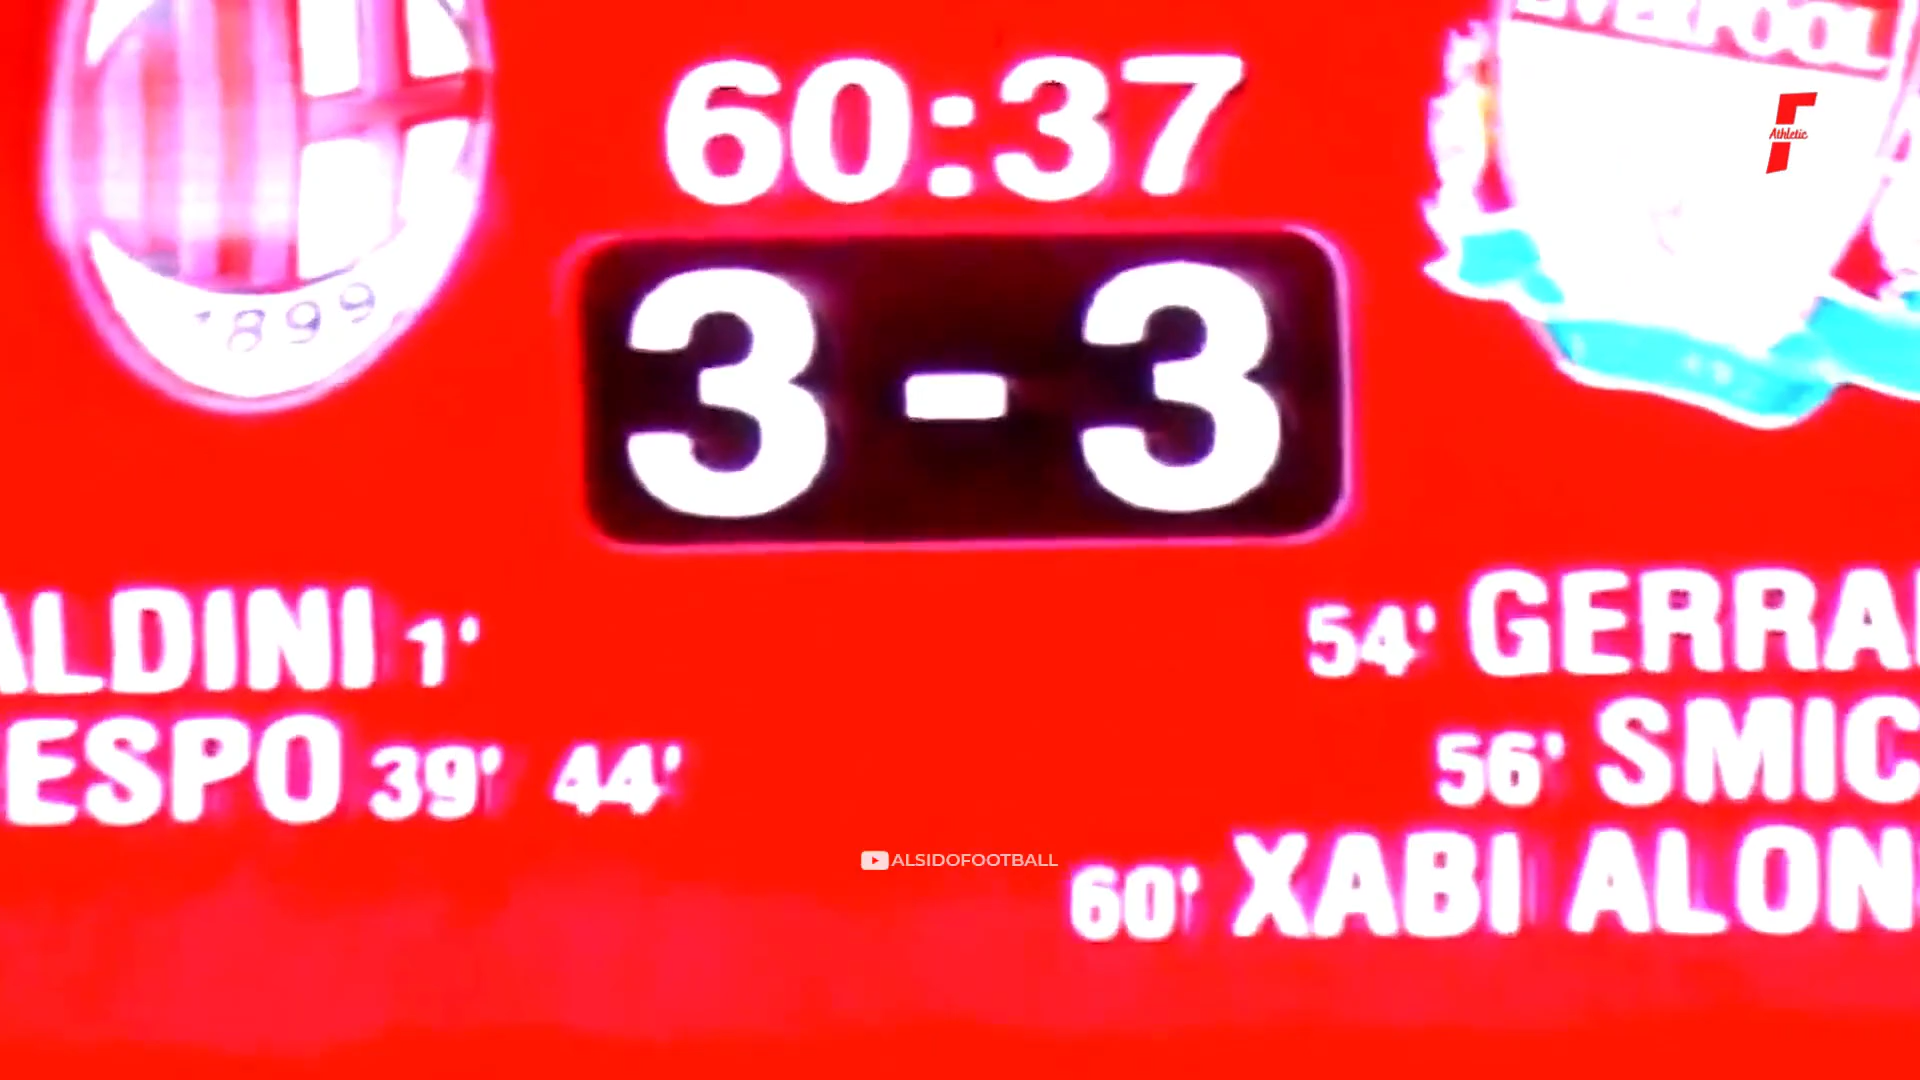 LIVERPOOL
60:37
Athletic
3 - 3
1899
ALDINI 1'
54' GERRA
ESPO 39' 44'
56' SMIC
ALSIDOFOOTBALL
60' XABI ALON